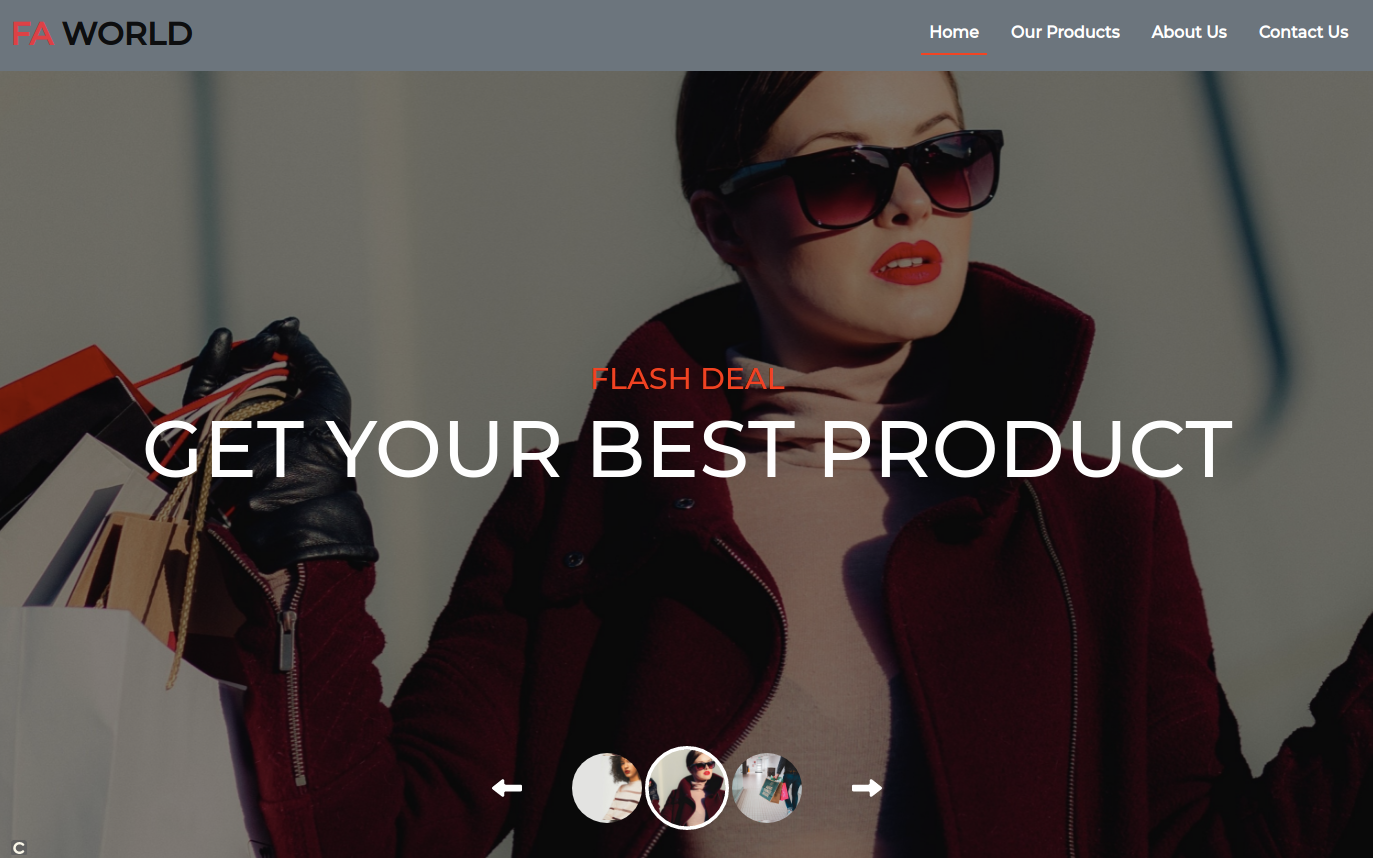 FA WORLD
Home Our Products About Us Contact Us
FLASH DEAL
GET YOUR BEST PRODUCT
C